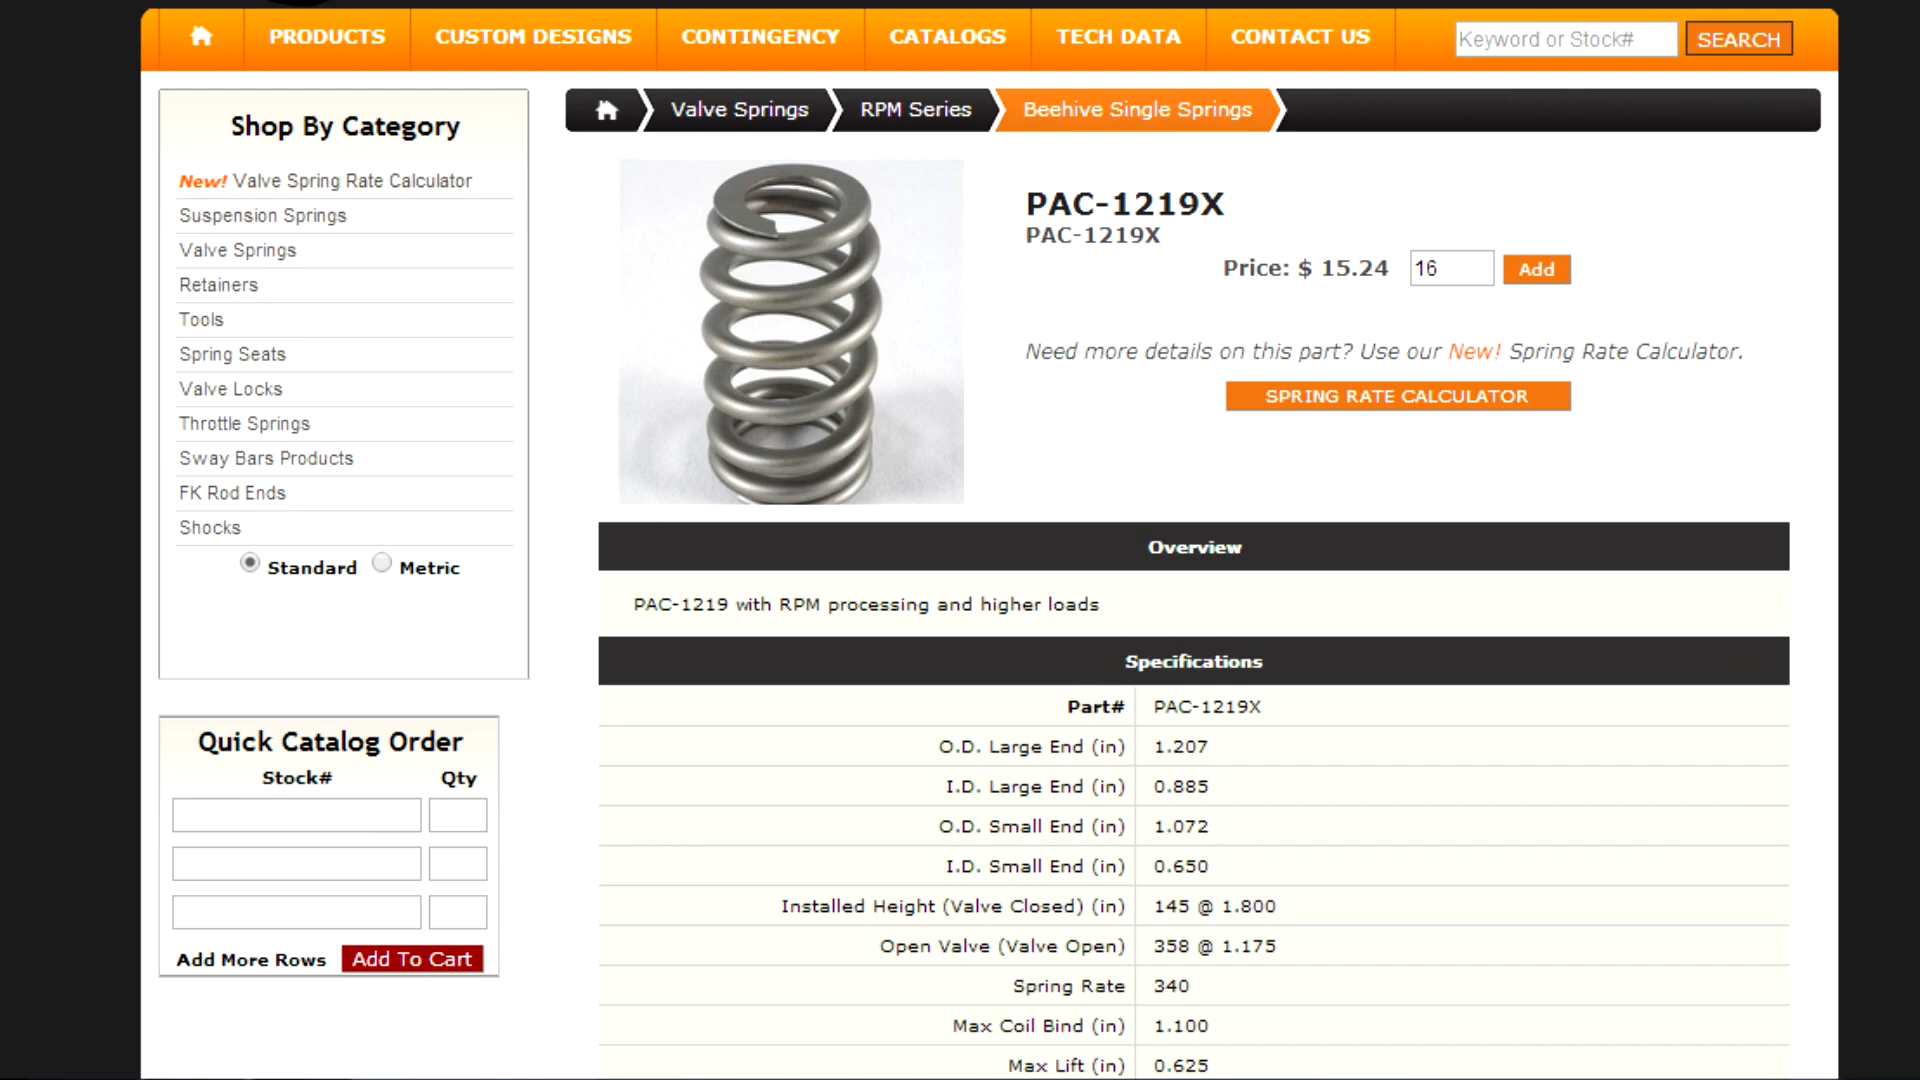 PRODUCTS
CUSTOM DESIGNS
CONTINGENCY
CATALOGS
TECH DATA
CONTACT US
Keyword or Stock#
SEARCH
Shop By Category
New! Valve Spring Rate Calculator
Suspension Springs
Valve Springs
Retainers
Tools
Spring Seats
Valve Locks
Throttle Springs
Sway Bars Products
FK Rod Ends
Shocks
Standard Metric
Quick Catalog Order
Stock# Qty
Add More Rows Add To Cart
Valve Springs RPM Series Beehive Single Springs
PAC-1219X
PAC-1219X
Price: $ 15.24 16 Add
Need more details on this part? Use our New! Spring Rate Calculator.
SPRING RATE CALCULATOR
Overview
PAC-1219 with RPM processing and higher loads
Specifications
Part# PAC-1219X
O.D. Large End (in) 1.207
I.D. Large End (in) 0.885
O.D. Small End (in) 1.072
I.D. Small End (in) 0.650
Installed Height (Valve Closed) (in) 145 @ 1.800
Open Valve (Valve Open) 358 @ 1.175
Spring Rate 340
Max Coil Bind (in) 1.100
Max Lift (in) 0.625